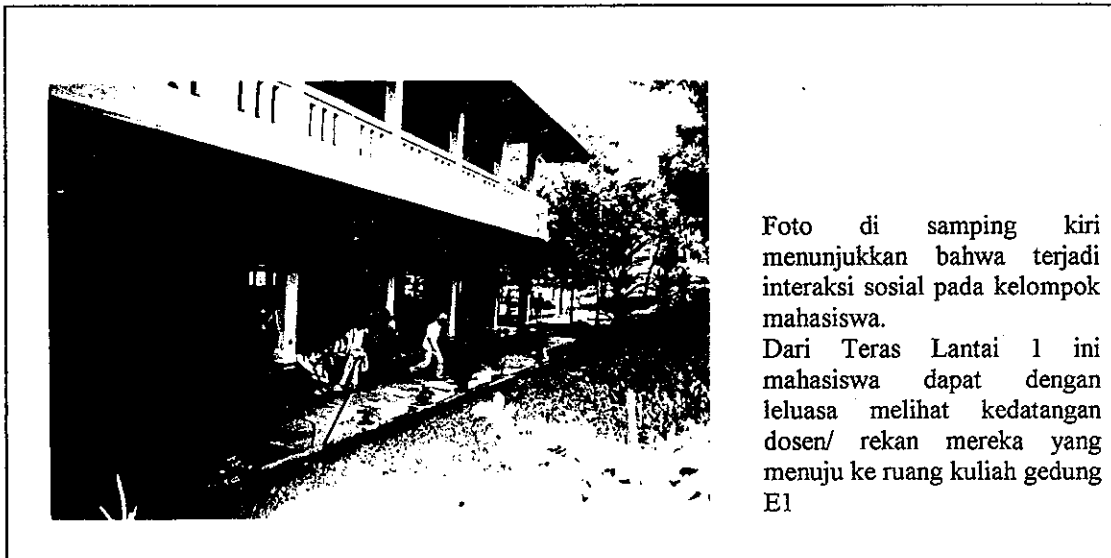 Foto di samping kiri
menunjukkan bahwa terjadi
interaksi sosial pada kelompok
mahasiswa.
Dari Teras Lantai 1 ini
mahasiswa dapat dengan
leluasa melihat kedatangan
dosen/ rekan mereka yang
menuju ke ruang kuliah gedung
E1